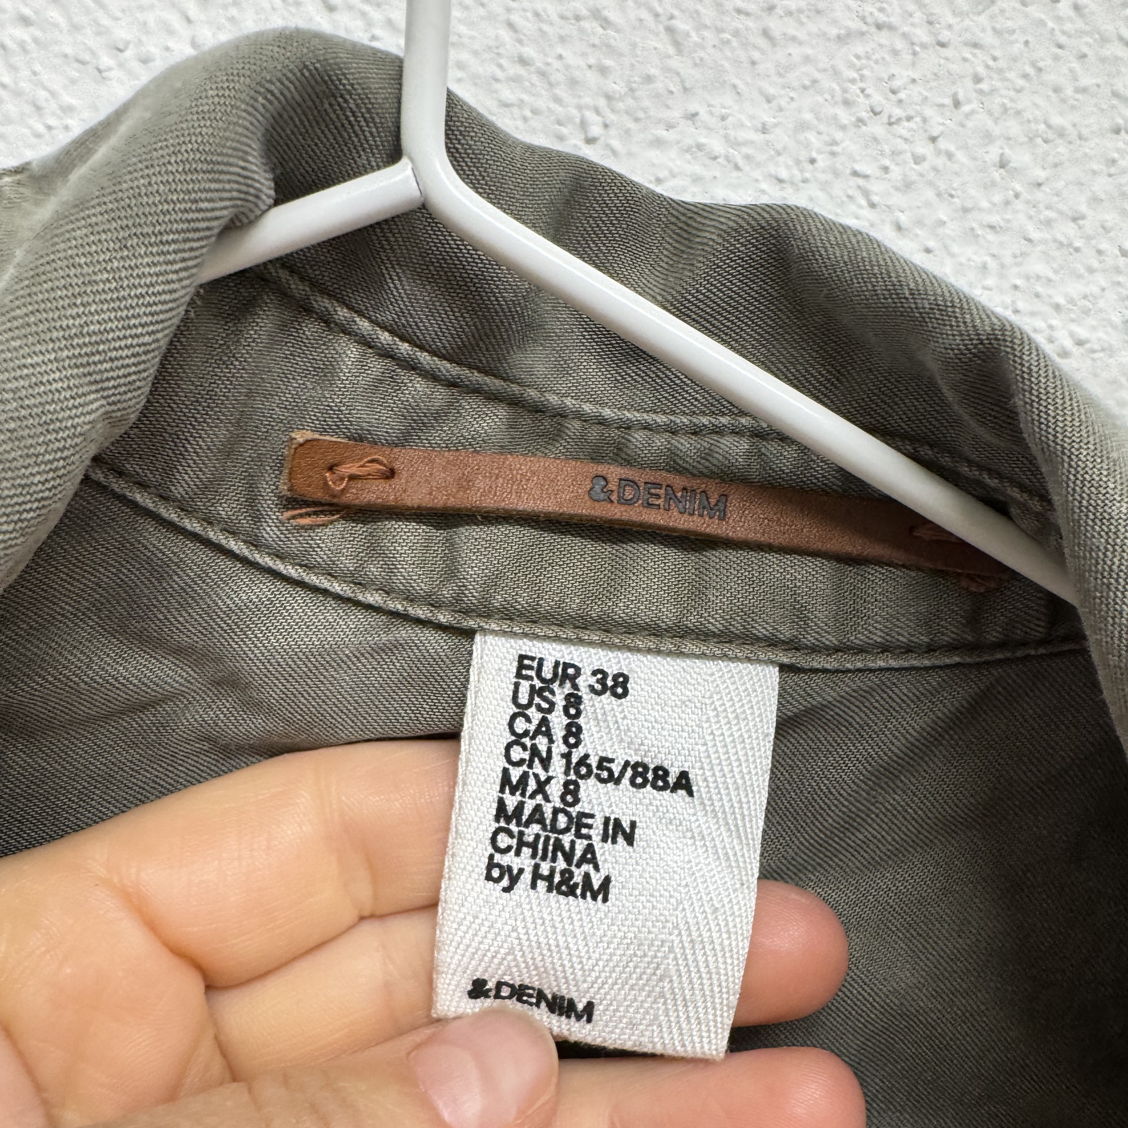 &DENIM
EUR 38
US 8
CA 8
CN 165/88A
MX 8
MADE IN
CHINA
by H&M
&DENIM